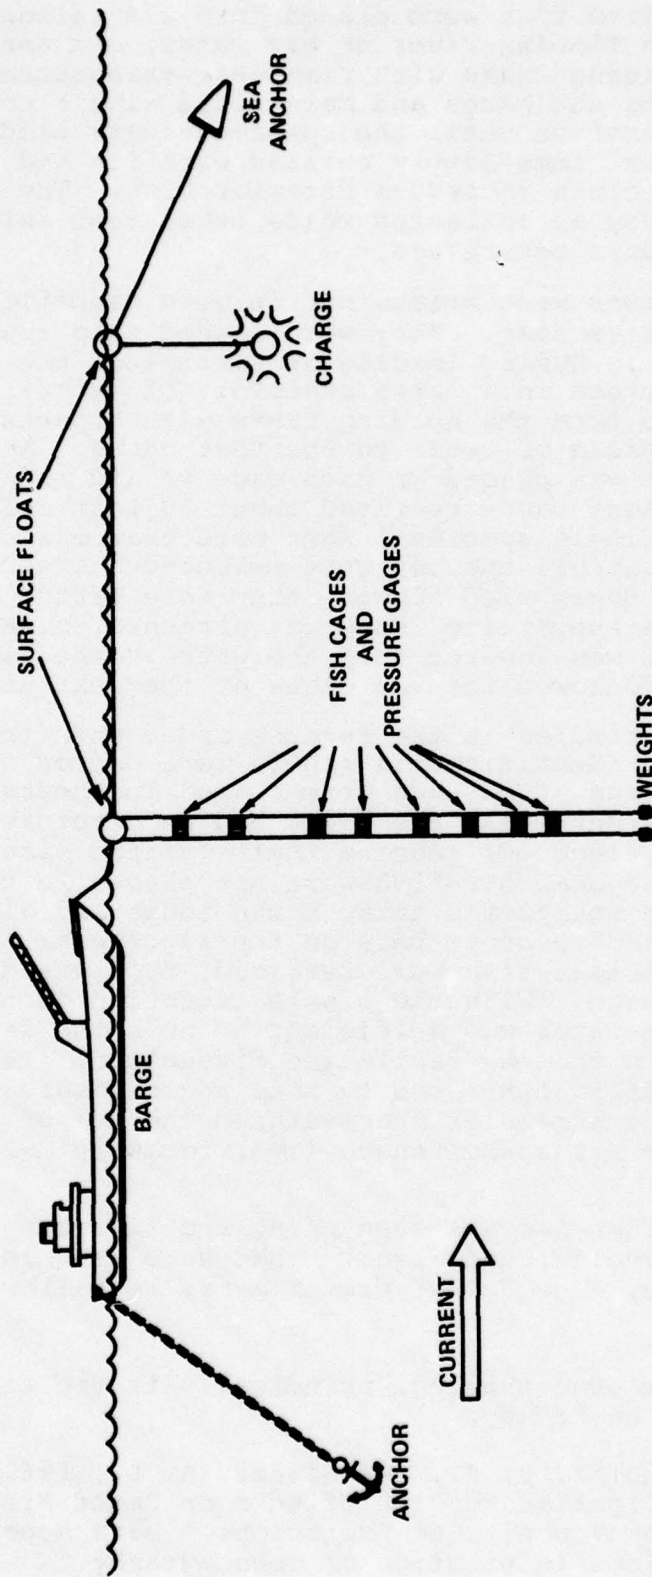 SURFACE FLOATS
SEA
ANCHOR
CHARGE
BARGE
FISH CAGES
AND
PRESSURE GAGES
CURRENT
ANCHOR
WEIGHTS